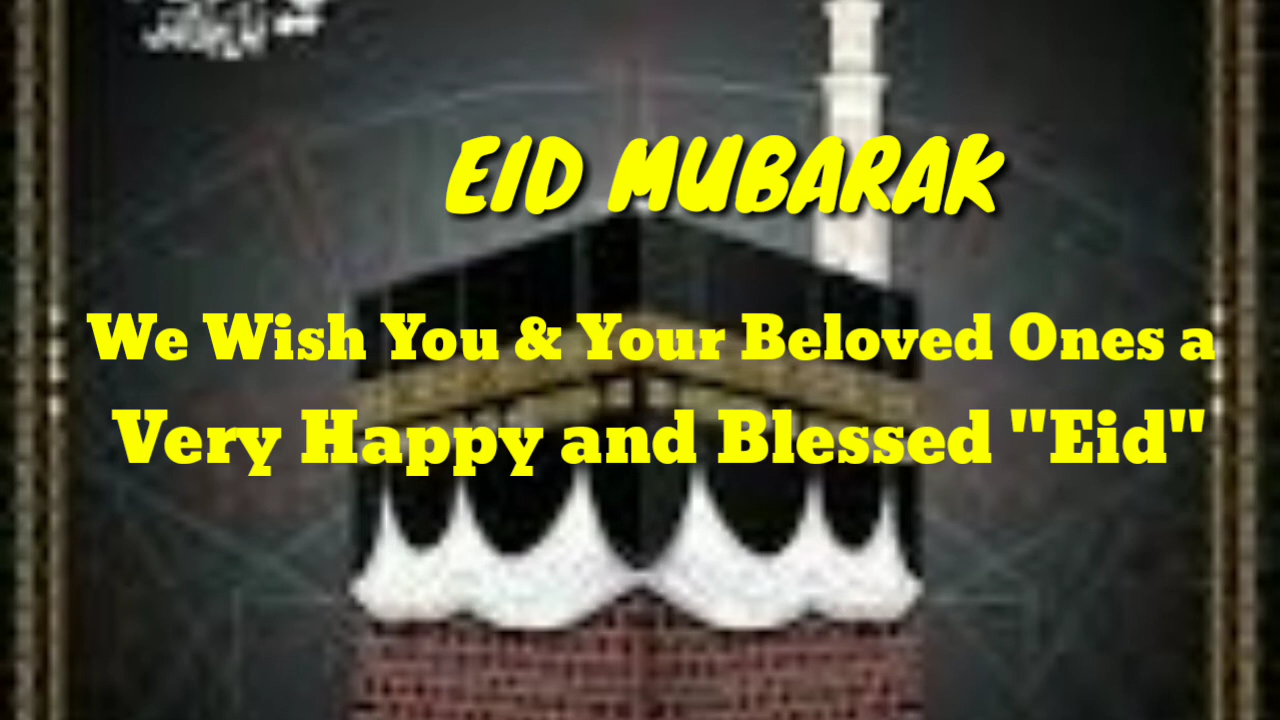 EID MUBARAK
We Wish You & Your Beloved Ones a
Very Happy and Blessed "Eid"